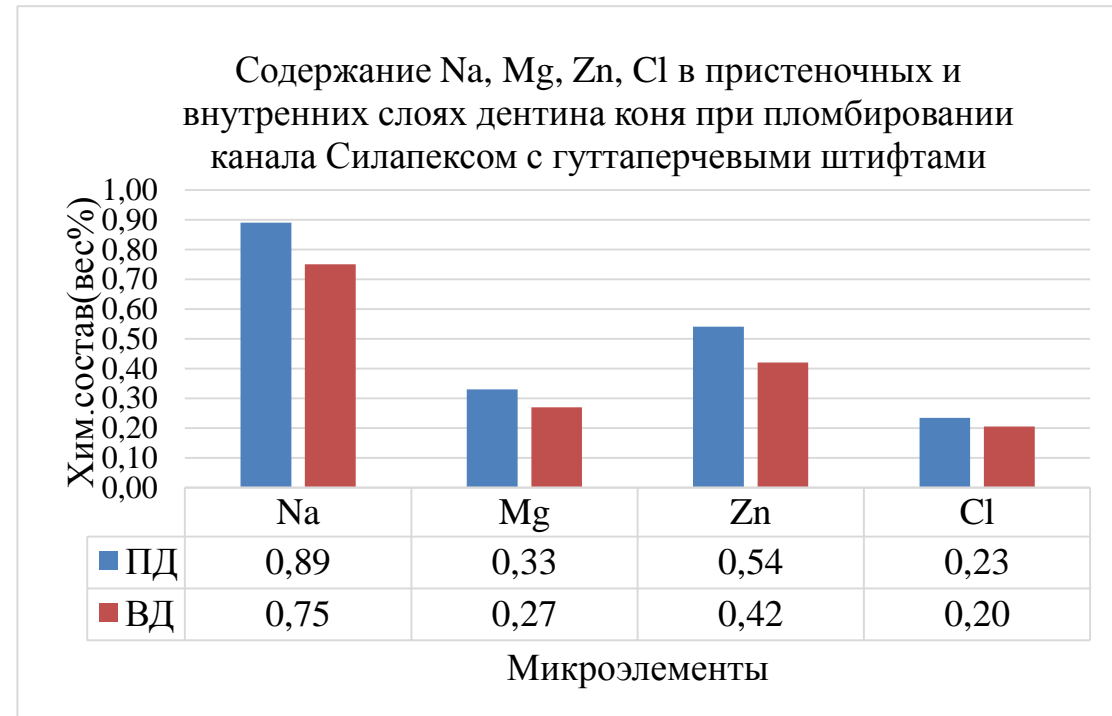 Содержание Na, Mg, Zn, Cl в пристеночных и
внутренних слоях дентина коня при пломбировании
канала Силапексом с гуттаперчевыми штифтами
Хим.состав(вес%)
1,00
0,90
0,80
0,70
0,60
0,50
0,40
0,30
0,20
0,10
0,00
Na Mg Zn Cl
ПД 0,89 0,33 0,54 0,23
ВД 0,75 0,27 0,42 0,20
Микроэлементы